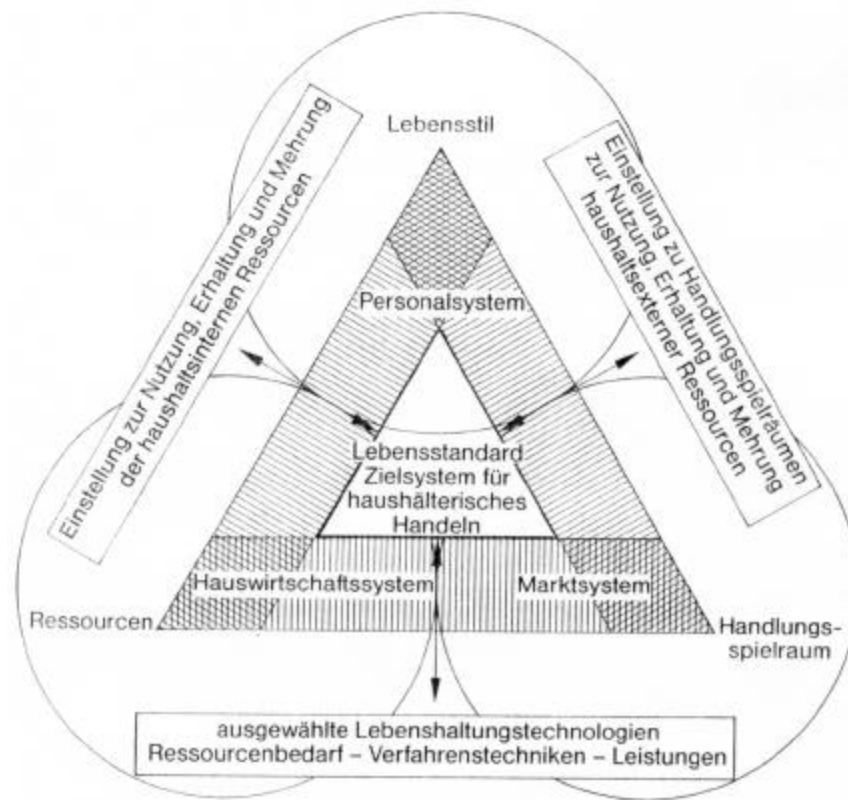 Lebensstil
Einstellung zur Nutzung, Erhaltung und Mehrung
der haushaltsinternen Ressourcen
Einstellung zu Handlungsspielräumen
zur Nutzung, Erhaltung und Mehrung
haushaltsexterner Ressourcen
Personalsystem
Lebensstandard
Zielsystem für
haushälterisches
Handeln
Hauswirtschaftssystem
Marktsystem
Ressourcen
Handlungs-
spielraum
ausgewählte Lebenshaltungstechnologien
Ressourcenbedarf – Verfahrenstechniken – Leistungen